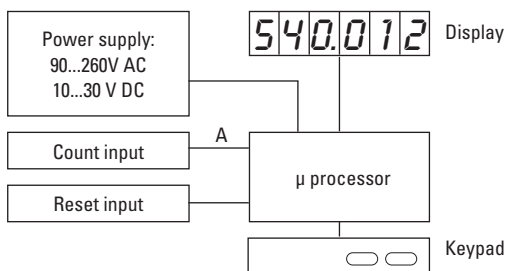 Power supply:
90...260V AC
10...30 V DC
540.012
Display
Count input
A
Reset input
µ processor
Keypad